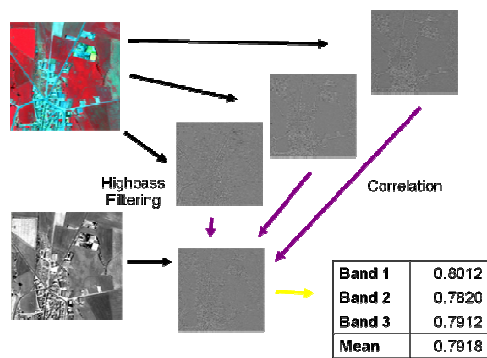 Highpass
Filtering
Correlation
Band 1 0.8012
Band 2 0.7820
Band 3 0.7912
Mean 0.7918